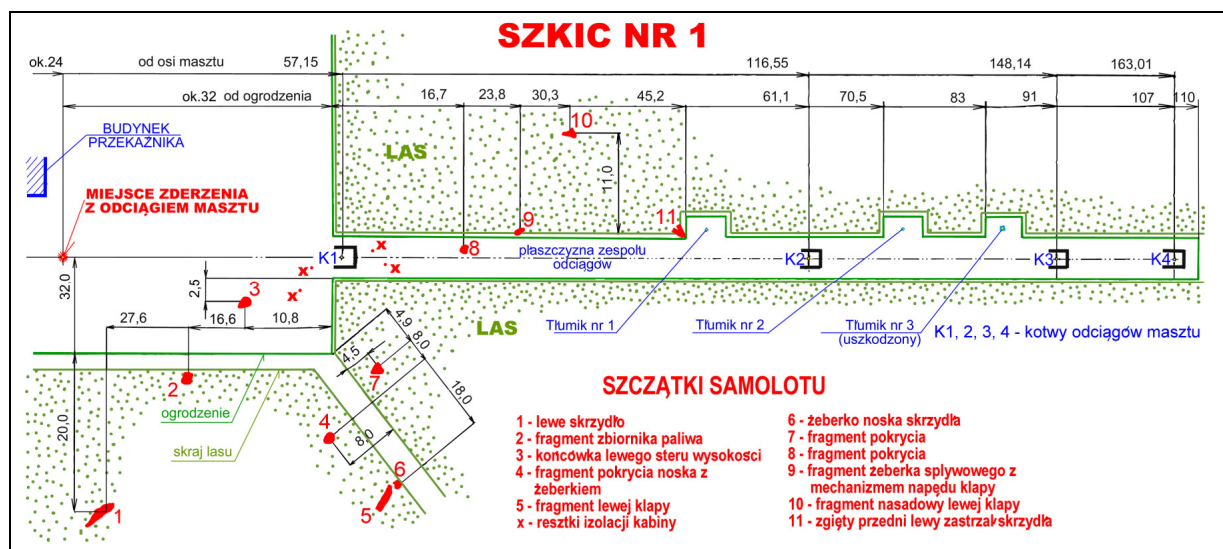 SZKIC NR 1
ok.24
od osi masztu
57,15
116,55
148,14
163,01
ok.32 od ogrodzenia
16,7
23,8
30,3
45,2
61,1
70,5
83
91
107
110
BUDYNEK
PRZEKAŹNIKA
LAS
10
11,0
MIEJSCE ZDERZENIA
Z ODCIĄGIEM MASZTU
9
11
x
K1
x
8
płaszczyzna zespołu
odciągów
K2
K3
K4
x
x
32,0
2,5
3
x
27,6
16,6
10,8
LAS
Tłumik nr 1
Tłumik nr 2
Tłumik nr 3
(uszkodzony)
K1, 2, 3, 4 - kotwy odciągów masztu
4,9
8,0
4,5
7
18,0
2
ogrodzenie
skraj lasu
20,0
4
8,0
6
5
1
SZCZĄTKI SAMOLOTU
1 - lewe skrzydło
2 - fragment zbiornika paliwa
3 - końcówka lewego steru wysokości
4 - fragment pokrycia noska z
żeberkiem
5 - fragment lewej klapy
x - resztki izolacji kabiny
6 - żeberko noska skrzydła
7 - fragment pokrycia
8 - fragment pokrycia
9 - fragment żeberka spływowego z
mechanizmem napędu klapy
10 - fragment nasadowy lewej klapy
11 - zgięty przedni lewy zastrzał skrzydła